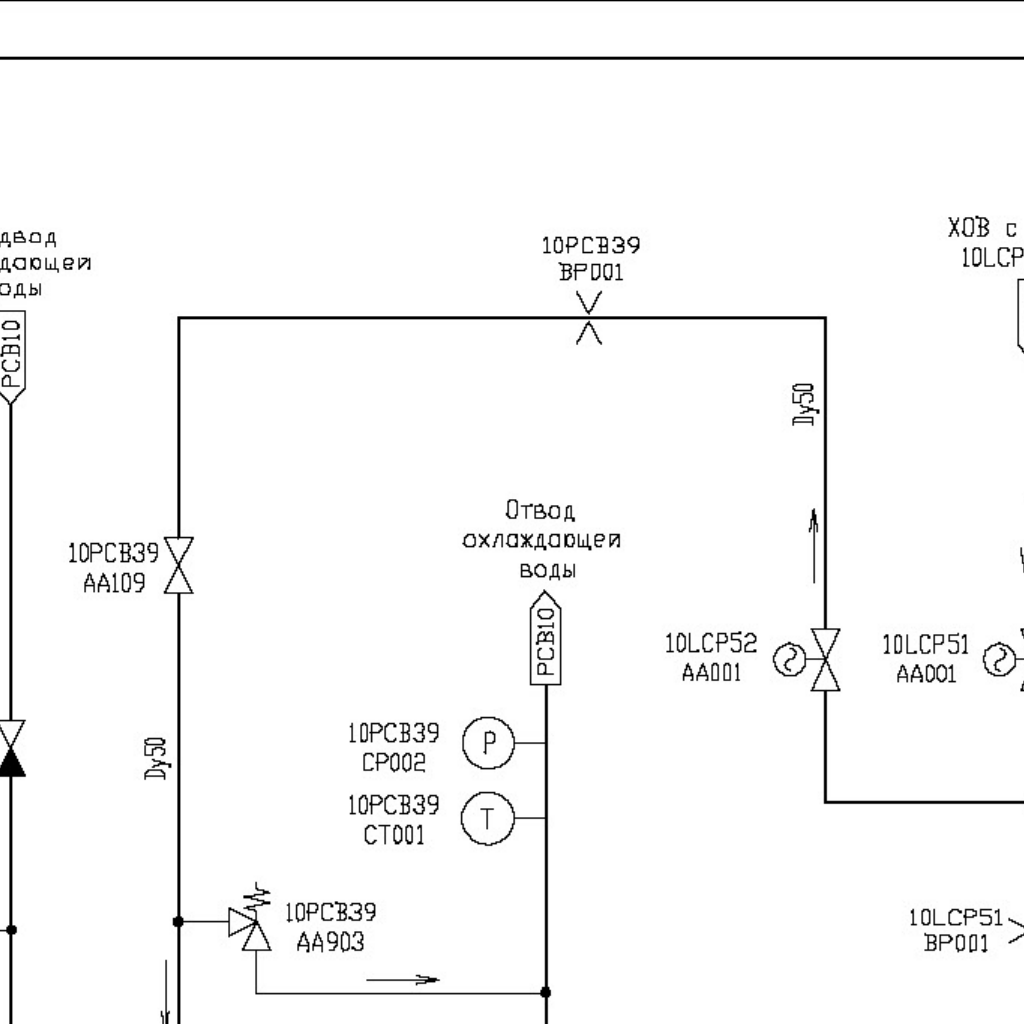 ХОВ с
10LCP
10PCB39
BP001
двод
дающей
оды
PCB10
Dy50
Отвод
охлаждающей
воды
PCB10
10PCB39
AA109
10LCP52
AA001
10LCP51
AA001
10PCB39
CP002
P
Dy50
10PCB39
CT001
T
10PCB39
AA903
10LCP51
BP001